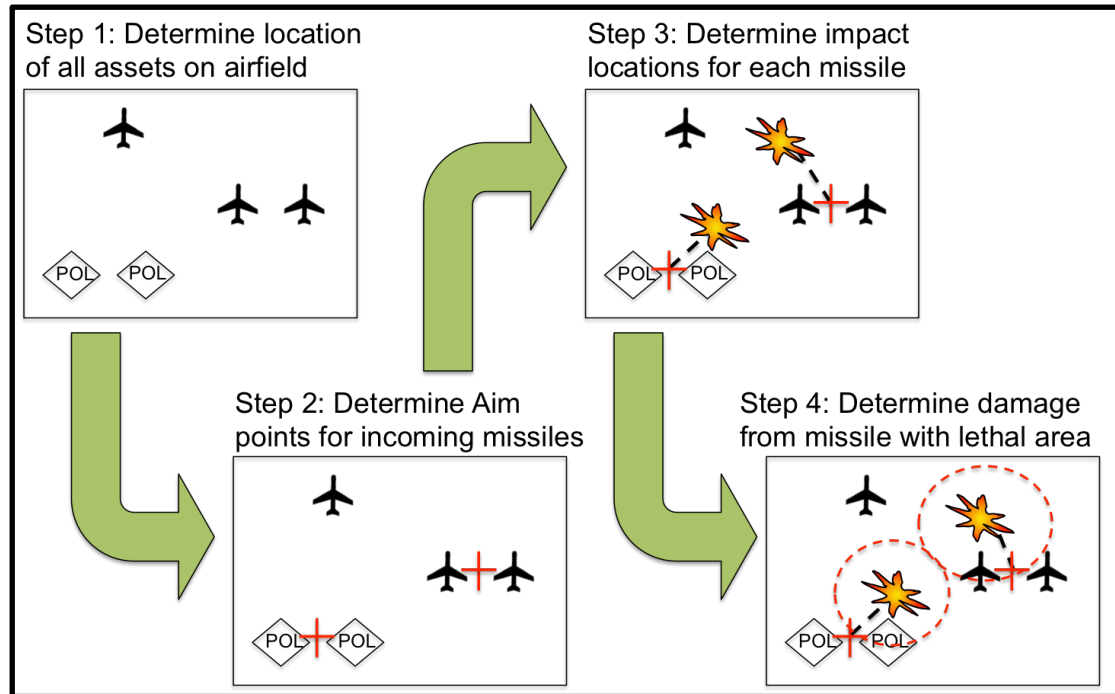 Step 1: Determine location
of all assets on airfield
POL
POL
Step 2: Determine Aim
points for incoming missiles
POL
POL
Step 3: Determine impact
locations for each missile
POL
POL
Step 4: Determine damage
from missile with lethal area
POL
POL